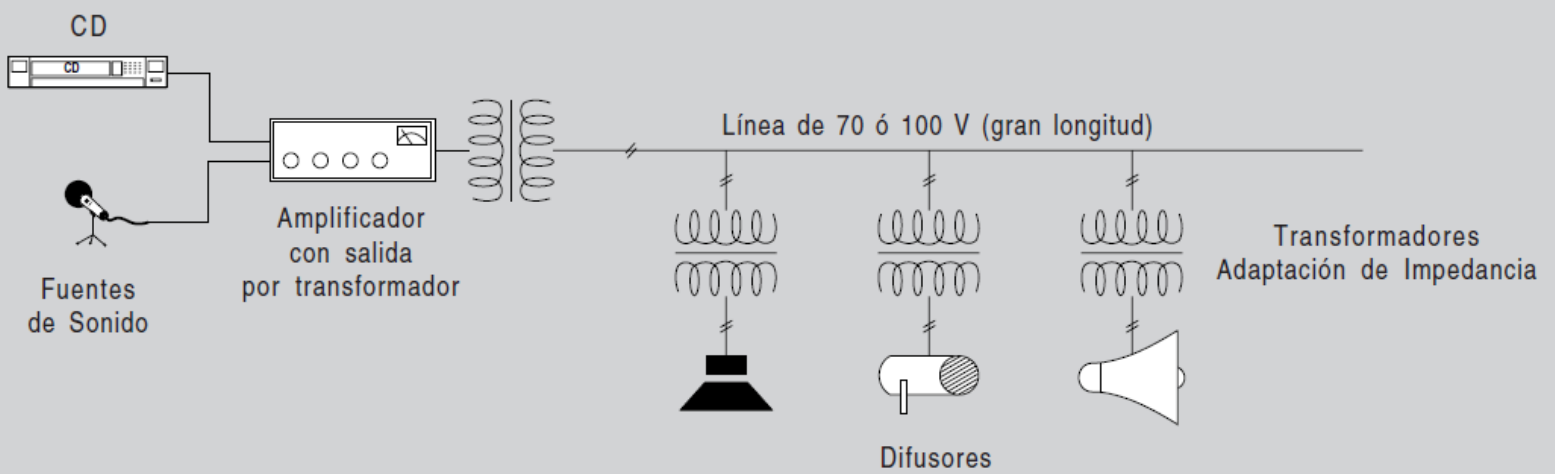 CD
CD
Línea de 70 ó 100 V (gran longitud)
Amplificador
con salida
por transformador
Fuentes
de Sonido
Transformadores
Adaptación de Impedancia
Difusores